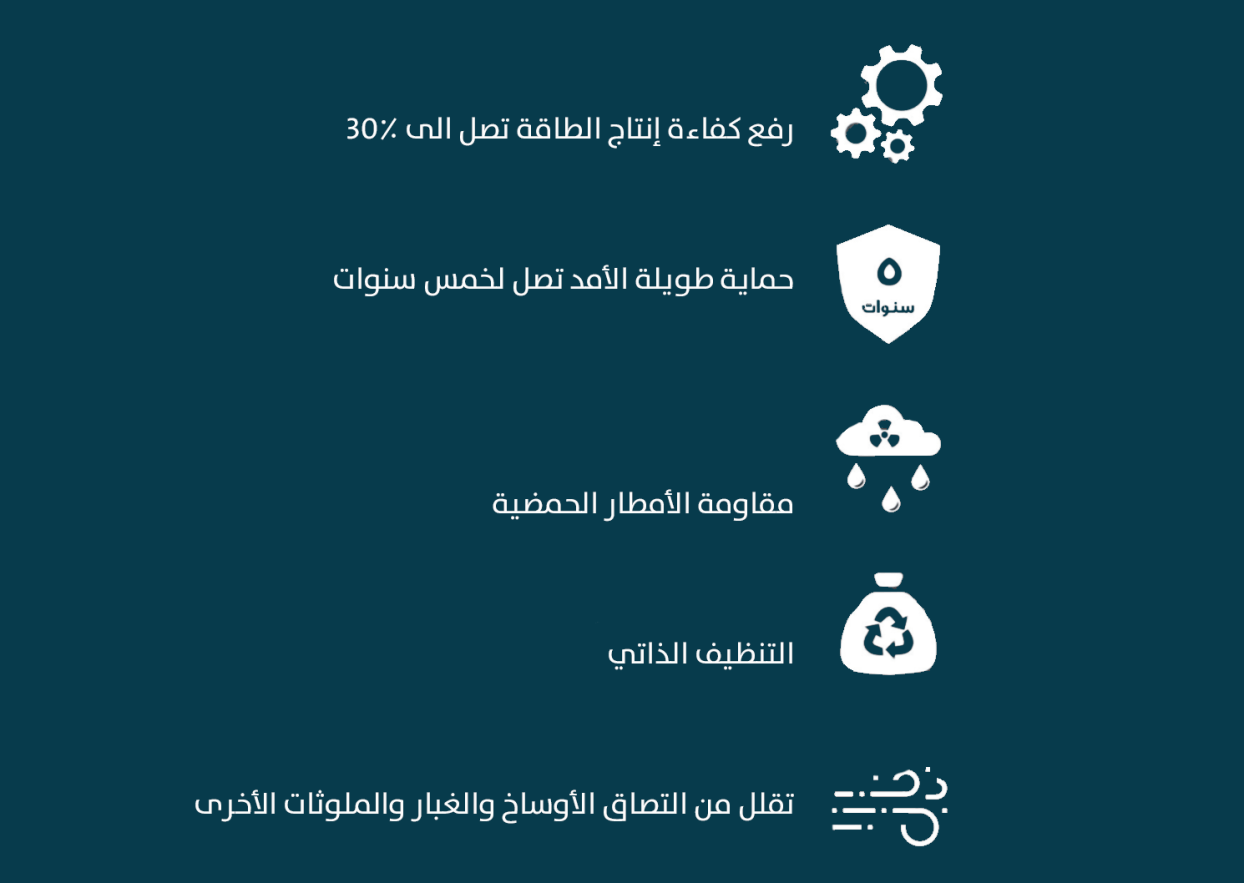 رفع كفاءة إنتاج الطاقة تصل الى 30٪
حماية طويلة الأمد تصل لخمس سنوات
٥
سنوات
مقاومة الأمطار الحمضية
التنظيف الذاتي
تقلل من التصاق الأوساخ والغبار والملوثات الأخرى